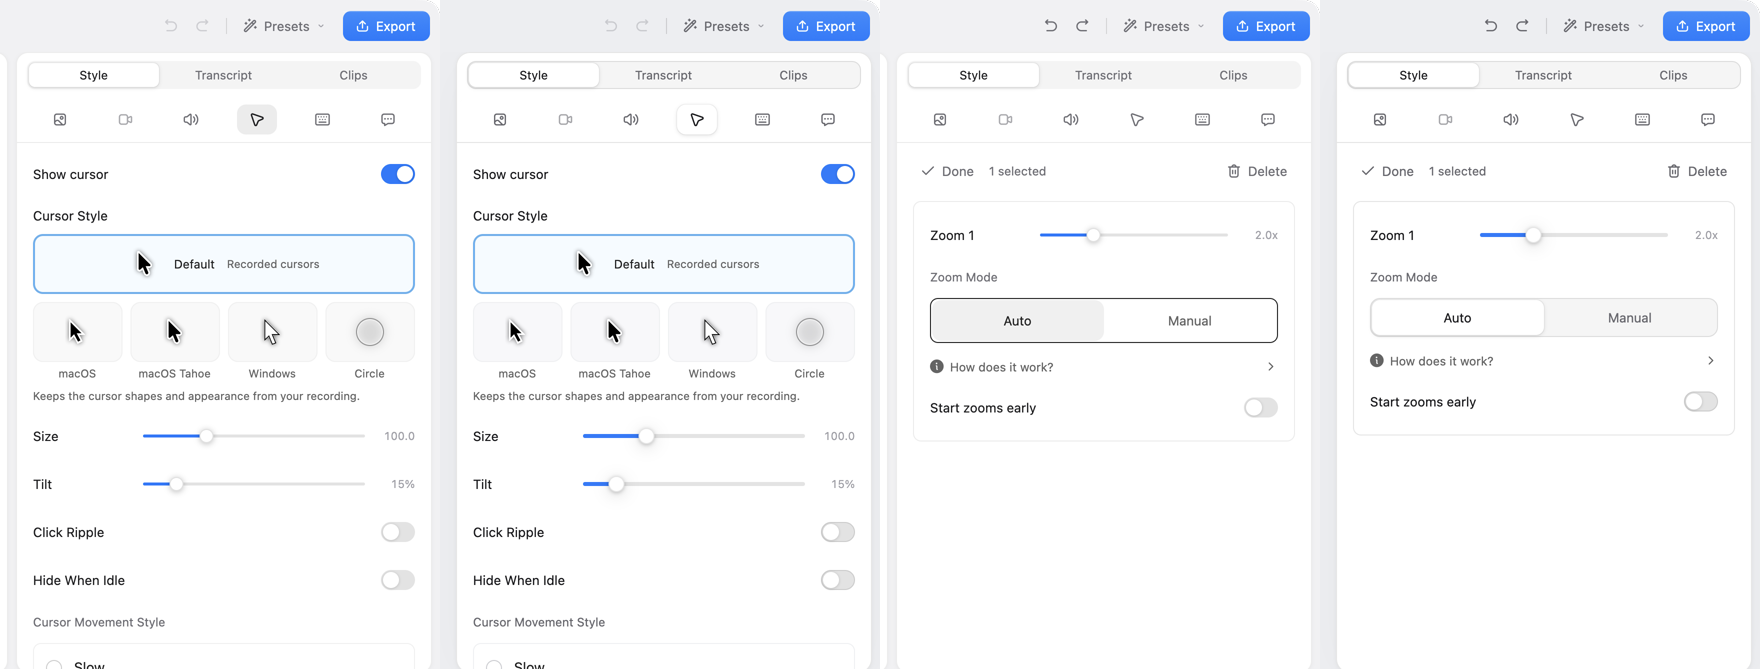 Presets
Export
Style
Transcript
Clips
Show cursor
Cursor Style
Default Recorded cursors
macOS
macOS Tahoe
Windows
Circle
Keeps the cursor shapes and appearance from your recording.
Size
100.0
Tilt
15%
Click Ripple
Hide When Idle
Cursor Movement Style
Slow
Presets
Export
Style
Transcript
Clips
Show cursor
Cursor Style
Default Recorded cursors
macOS
macOS Tahoe
Windows
Circle
Keeps the cursor shapes and appearance from your recording.
Size
100.0
Tilt
15%
Click Ripple
Hide When Idle
Cursor Movement Style
Slow
Presets
Export
Style
Transcript
Clips
Done
1 selected
Delete
Zoom 1
2.0x
Zoom Mode
Auto
Manual
How does it work?
Start zooms early
Presets
Export
Style
Transcript
Clips
Done
1 selected
Delete
Zoom 1
2.0x
Zoom Mode
Auto
Manual
How does it work?
Start zooms early